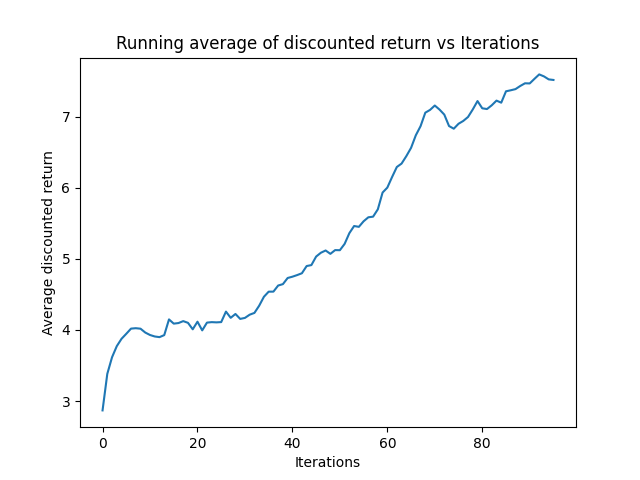 Running average of discounted return vs Iterations
Average discounted return
7
6
5
4
3
0 20 40 60 80
Iterations